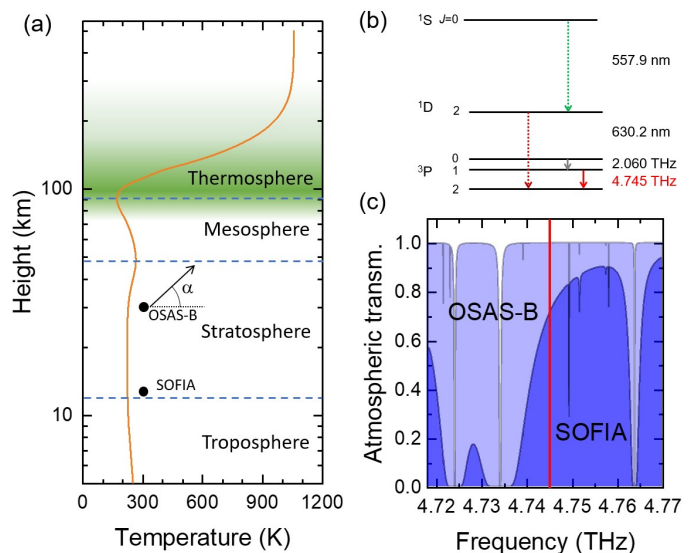 (a)
Height (km)
100
10
Thermosphere
Mesosphere
α
OSAS-B
Stratosphere
SOFIA
Troposphere
0 300 600 900 1200
Temperature (K)
(b)
¹S J=0
557.9 nm
¹D 2
630.2 nm
0
2.060 THz
³P 1
4.745 THz
2
(c)
Atmospheric transm.
1.0
0.8
0.6
0.4
0.2
0.0
OSAS-B
SOFIA
4.72 4.73 4.74 4.75 4.76 4.77
Frequency (THz)